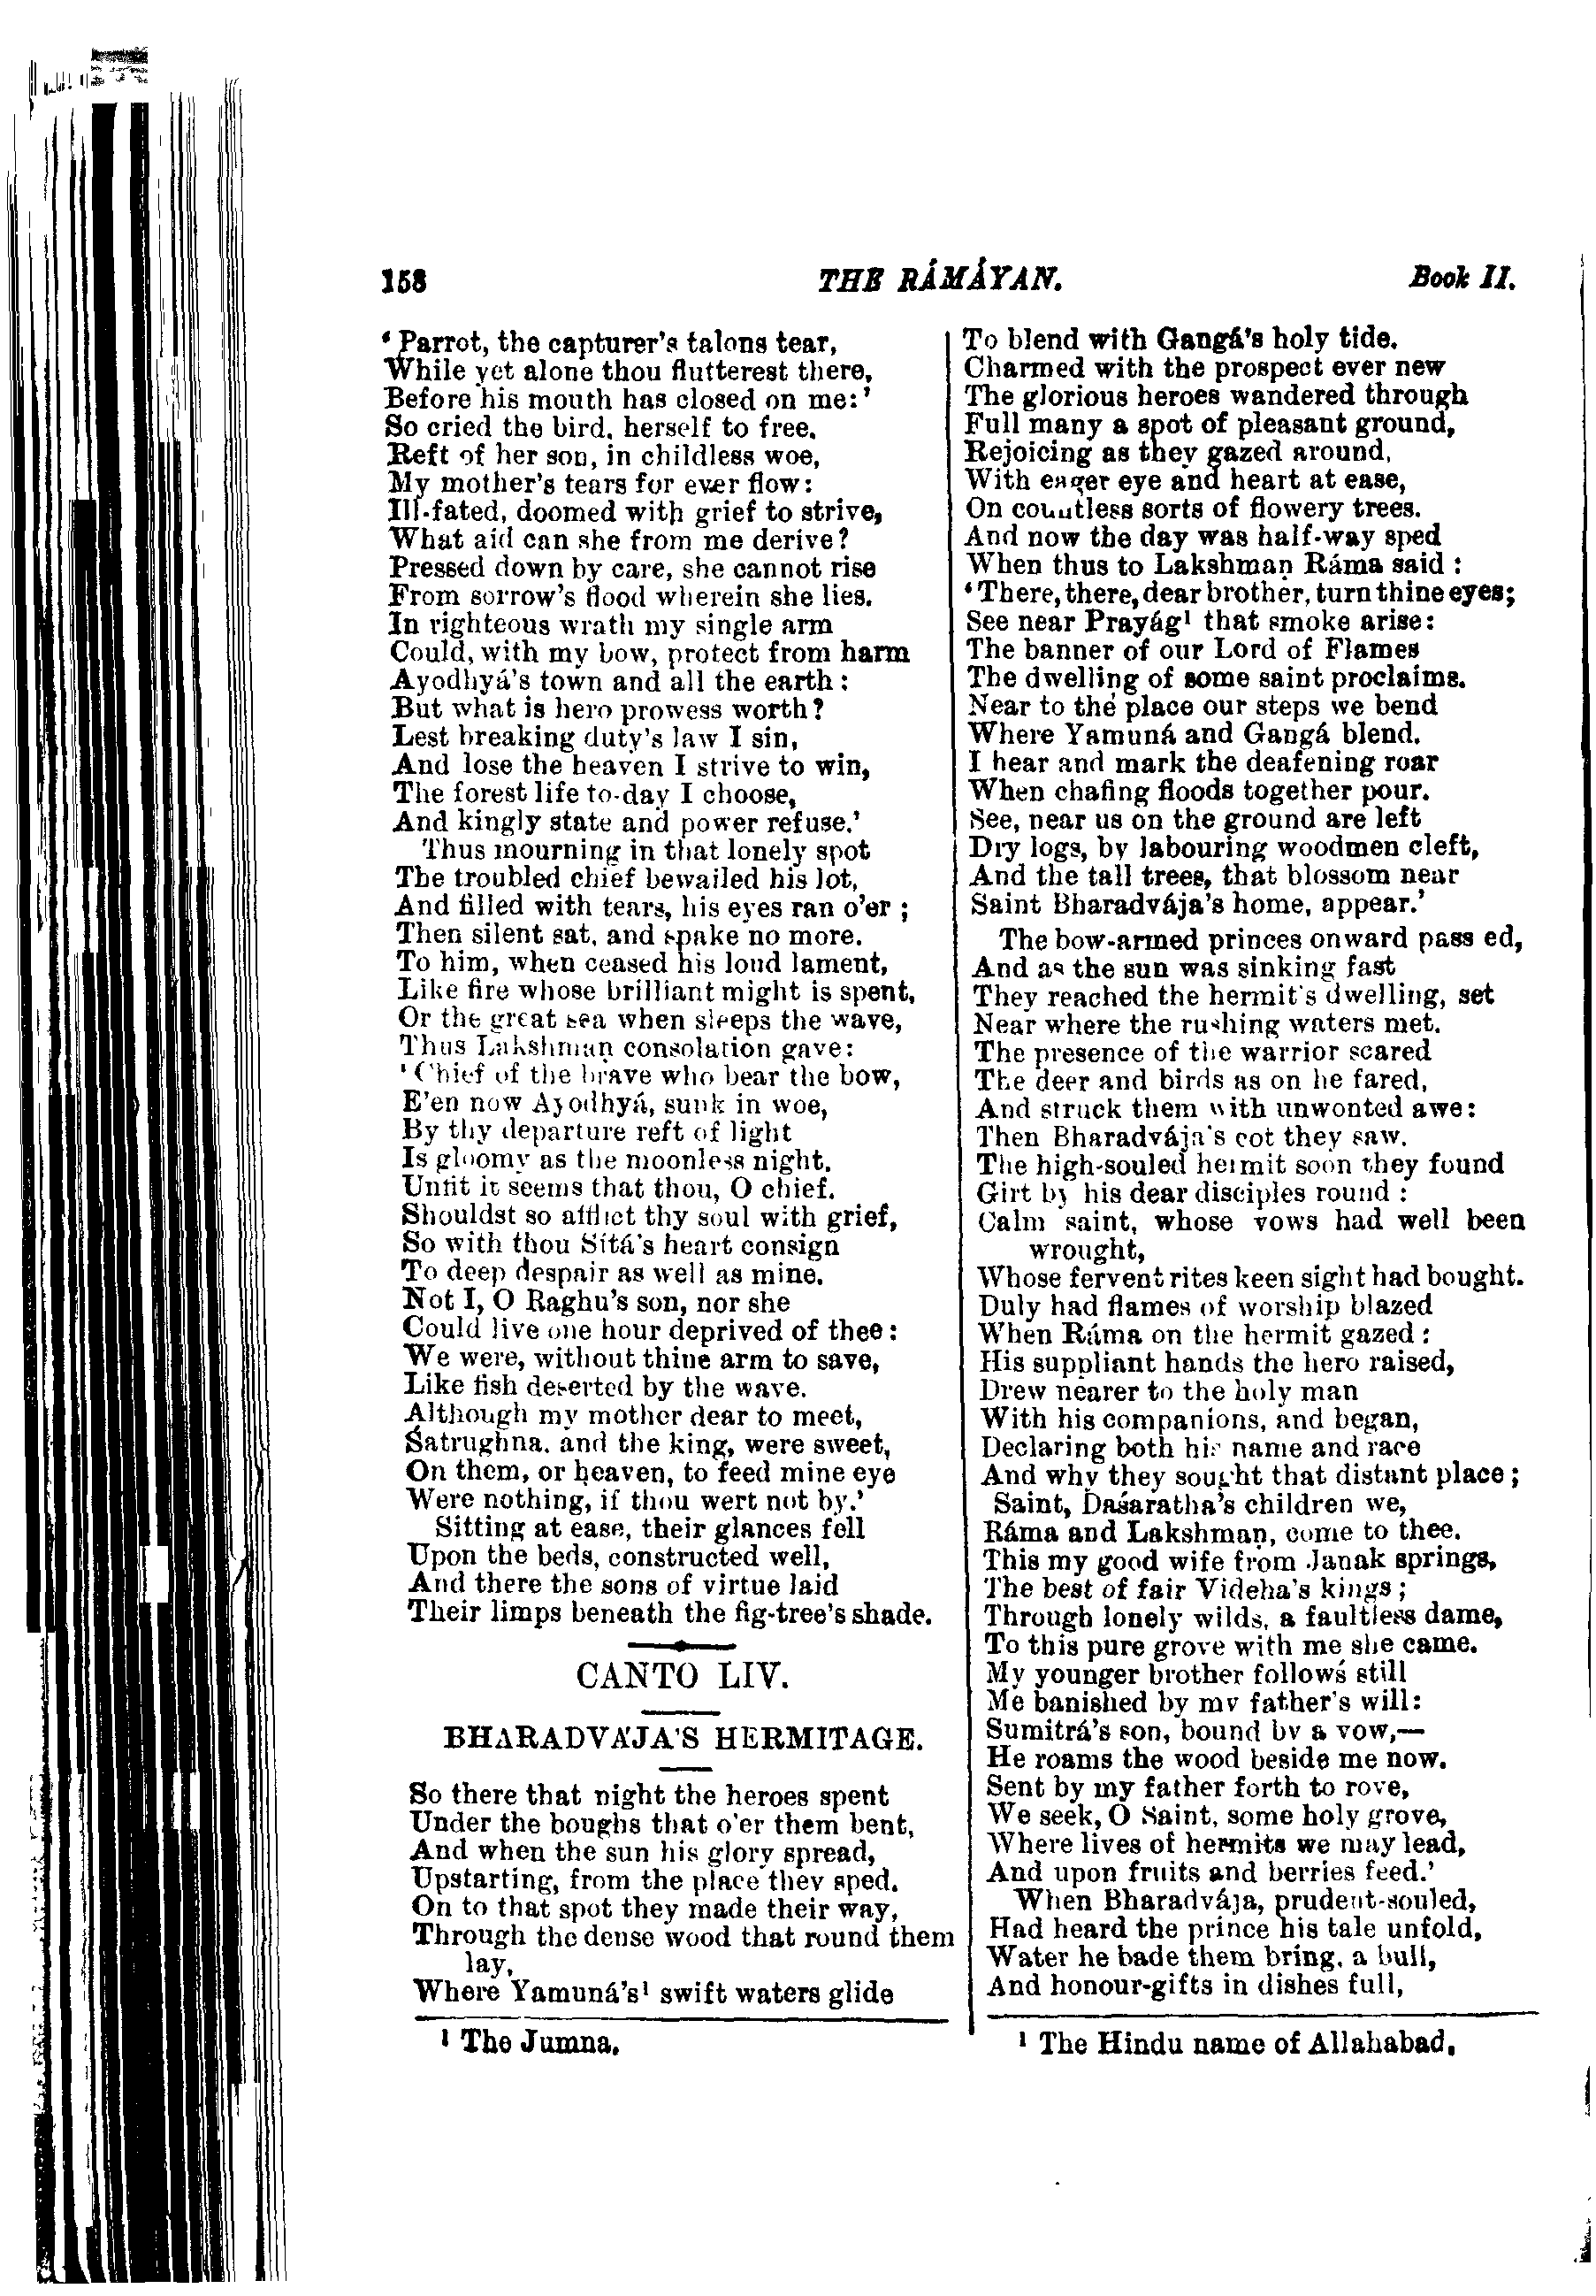 158 THE RÁMÁYAN. Book II.
‘Parrot, the capturer's talons tear,
While yet alone thou flutterest there,
Before his mouth has closed on me:’
So cried the bird, herself to free.
Reft of her son, in childless woe,
My mother's tears for ever flow:
Ill-fated, doomed with grief to strive,
What aid can she from me derive?
Pressed down by care, she cannot rise
From sorrow's flood wherein she lies.
In righteous wrath my single arm
Could, with my bow, protect from harm
Ayodhyá's town and all the earth:
But what is hero prowess worth?
Lest breaking duty's law I sin,
And lose the heaven I strive to win,
The forest life to-day I choose,
And kingly state and power refuse.’
Thus mourning in that lonely spot
The troubled chief bewailed his lot,
And filled with tears, his eyes ran o'er;
Then silent sat, and spake no more.
To him, when ceased his loud lament,
Like fire whose brilliant might is spent,
Or the great sea when sleeps the wave,
Thus Lakshmaṇ consolation gave:
‘Chief of the brave who bear the bow,
E'en now Ayodhyá, sunk in woe,
By thy departure reft of light
Is gloomy as the moonless night.
Unfit it seems that thou, O chief.
Shouldst so afflict thy soul with grief,
So with thou Sítá's heart consign
To deep despair as well as mine.
Not I, O Raghu's son, nor she
Could live one hour deprived of thee:
We were, without thine arm to save,
Like fish deserted by the wave.
Although my mother dear to meet,
Śatrughna. and the king, were sweet,
On them, or heaven, to feed mine eye
Were nothing, if thou wert not by.’
Sitting at ease, their glances fell
Upon the beds, constructed well,
And there the sons of virtue laid
Their limps beneath the fig-tree's shade.
CANTO LIV.
BHARADVÁJA'S HERMITAGE.
So there that night the heroes spent
Under the boughs that o'er them bent,
And when the sun his glory spread,
Upstarting, from the place they sped.
On to that spot they made their way,
Through the dense wood that round them
lay,
Where Yamuná's¹ swift waters glide
¹ The Jumna.
To blend with Gangá's holy tide.
Charmed with the prospect ever new
The glorious heroes wandered through
Full many a spot of pleasant ground,
Rejoicing as they gazed around,
With eager eye and heart at ease,
On countless sorts of flowery trees.
And now the day was half-way sped
When thus to Lakshmaṇ Ráma said:
‘There, there, dear brother, turn thine eyes;
See near Prayág¹ that smoke arise:
The banner of our Lord of Flames
The dwelling of some saint proclaims.
Near to the place our steps we bend
Where Yamuná and Gangá blend.
I hear and mark the deafening roar
When chafing floods together pour.
See, near us on the ground are left
Dry logs, by labouring woodmen cleft,
And the tall trees, that blossom near
Saint Bharadvája's home, appear.’
The bow-armed princes onward pass ed,
And as the sun was sinking fast
They reached the hermit's dwelling, set
Near where the rushing waters met.
The presence of the warrior scared
The deer and birds as on he fared,
And struck them with unwonted awe:
Then Bharadvája's cot they saw.
The high-souled hermit soon they found
Girt by his dear disciples round:
Calm saint, whose vows had well been
wrought,
Whose fervent rites keen sight had bought.
Duly had flames of worship blazed
When Ráma on the hermit gazed:
His suppliant hands the hero raised,
Drew nearer to the holy man
With his companions, and began,
Declaring both his name and race
And why they sought that distant place;
Saint, Daśaratha's children we,
Ráma and Lakshmaṇ, come to thee.
This my good wife from Janak springs,
The best of fair Videha's kings;
Through lonely wilds, a faultless dame,
To this pure grove with me she came.
My younger brother follows still
Me banished by my father's will:
Sumitrá's son, bound by a vow,—
He roams the wood beside me now.
Sent by my father forth to rove,
We seek, O Saint, some holy grove,
Where lives of hermits we may lead,
And upon fruits and berries feed.’
When Bharadvája, prudent-souled,
Had heard the prince his tale unfold,
Water he bade them bring, a bull,
And honour-gifts in dishes full,
¹ The Hindu name of Allahabad.